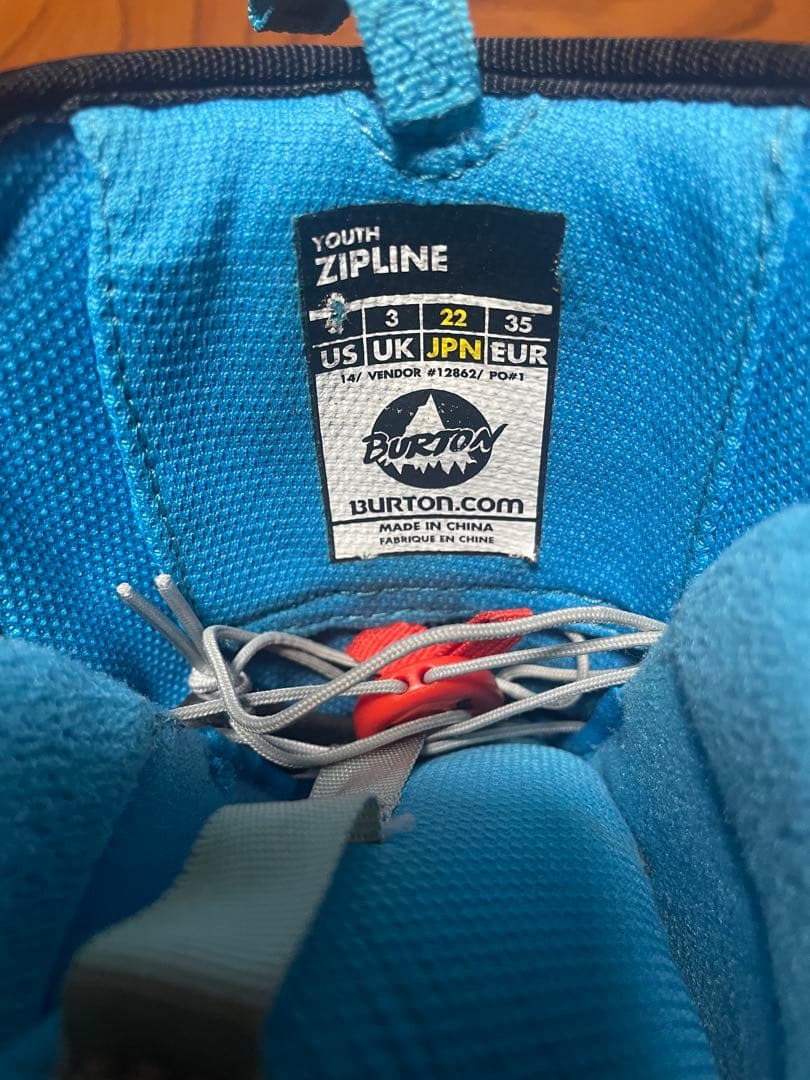 YOUTH
ZIPLINE
3 22 35
US UK JPN EUR
14/ VENDOR #12862/ PO#1
BURTON
BURTON.COM
MADE IN CHINA
FABRIQUE EN CHINE